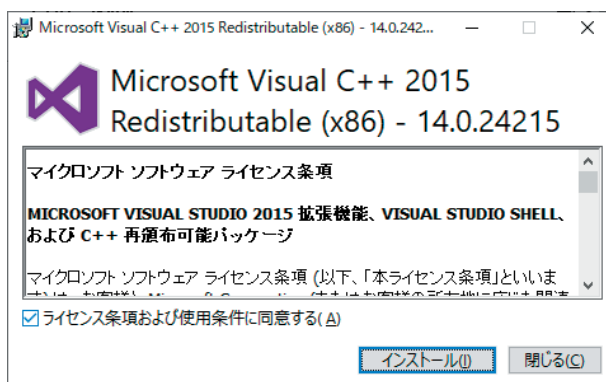 Microsoft Visual C++ 2015 Redistributable (x86) - 14.0.242...
Microsoft Visual C++ 2015
Redistributable (x86) - 14.0.24215
マイクロソフト ソフトウェア ライセンス条項
MICROSOFT VISUAL STUDIO 2015 拡張機能、VISUAL STUDIO SHELL、
および C++ 再頒布可能パッケージ
マイクロソフト ソフトウェア ライセンス条項 (以下、「本ライセンス条項」といいま
ライセンス条項および使用条件に同意する(A)
インストール(I)
閉じる(C)